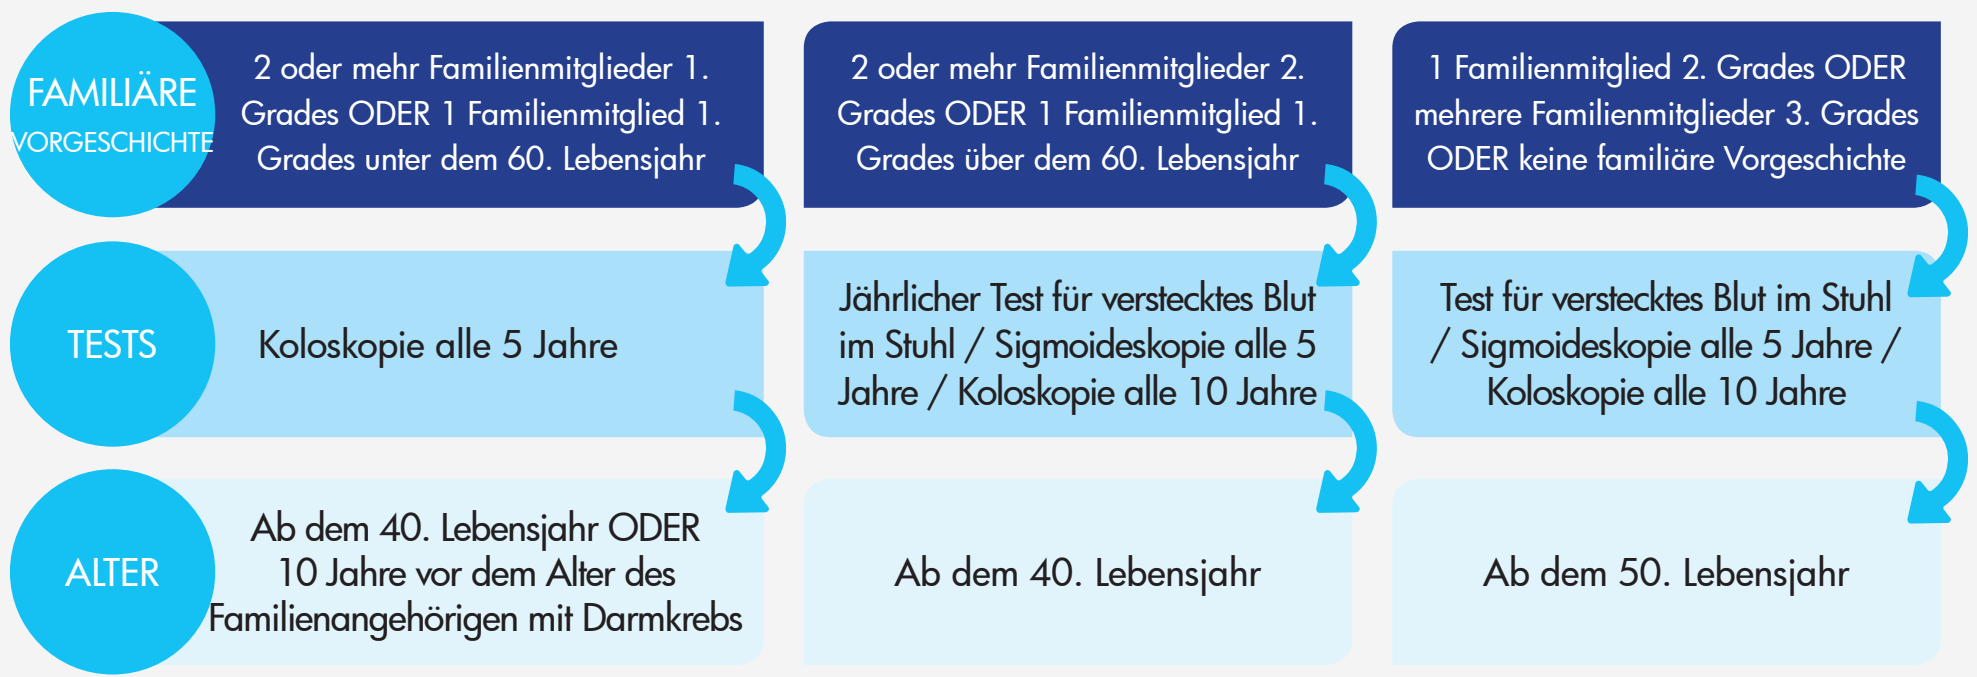 FAMILIÄRE
VORGESCHICHTE
2 oder mehr Familienmitglieder 1.
Grades ODER 1 Familienmitglied 1.
Grades unter dem 60. Lebensjahr
2 oder mehr Familienmitglieder 2.
Grades ODER 1 Familienmitglied 1.
Grades über dem 60. Lebensjahr
1 Familienmitglied 2. Grades ODER
mehrere Familienmitglieder 3. Grades
ODER keine familiäre Vorgeschichte
TESTS
Koloskopie alle 5 Jahre
Jährlicher Test für verstecktes Blut
im Stuhl / Sigmoideskopie alle 5
Jahre / Koloskopie alle 10 Jahre
Test für verstecktes Blut im Stuhl
/ Sigmoideskopie alle 5 Jahre /
Koloskopie alle 10 Jahre
ALTER
Ab dem 40. Lebensjahr ODER
10 Jahre vor dem Alter des
Familienangehörigen mit Darmkrebs
Ab dem 40. Lebensjahr
Ab dem 50. Lebensjahr